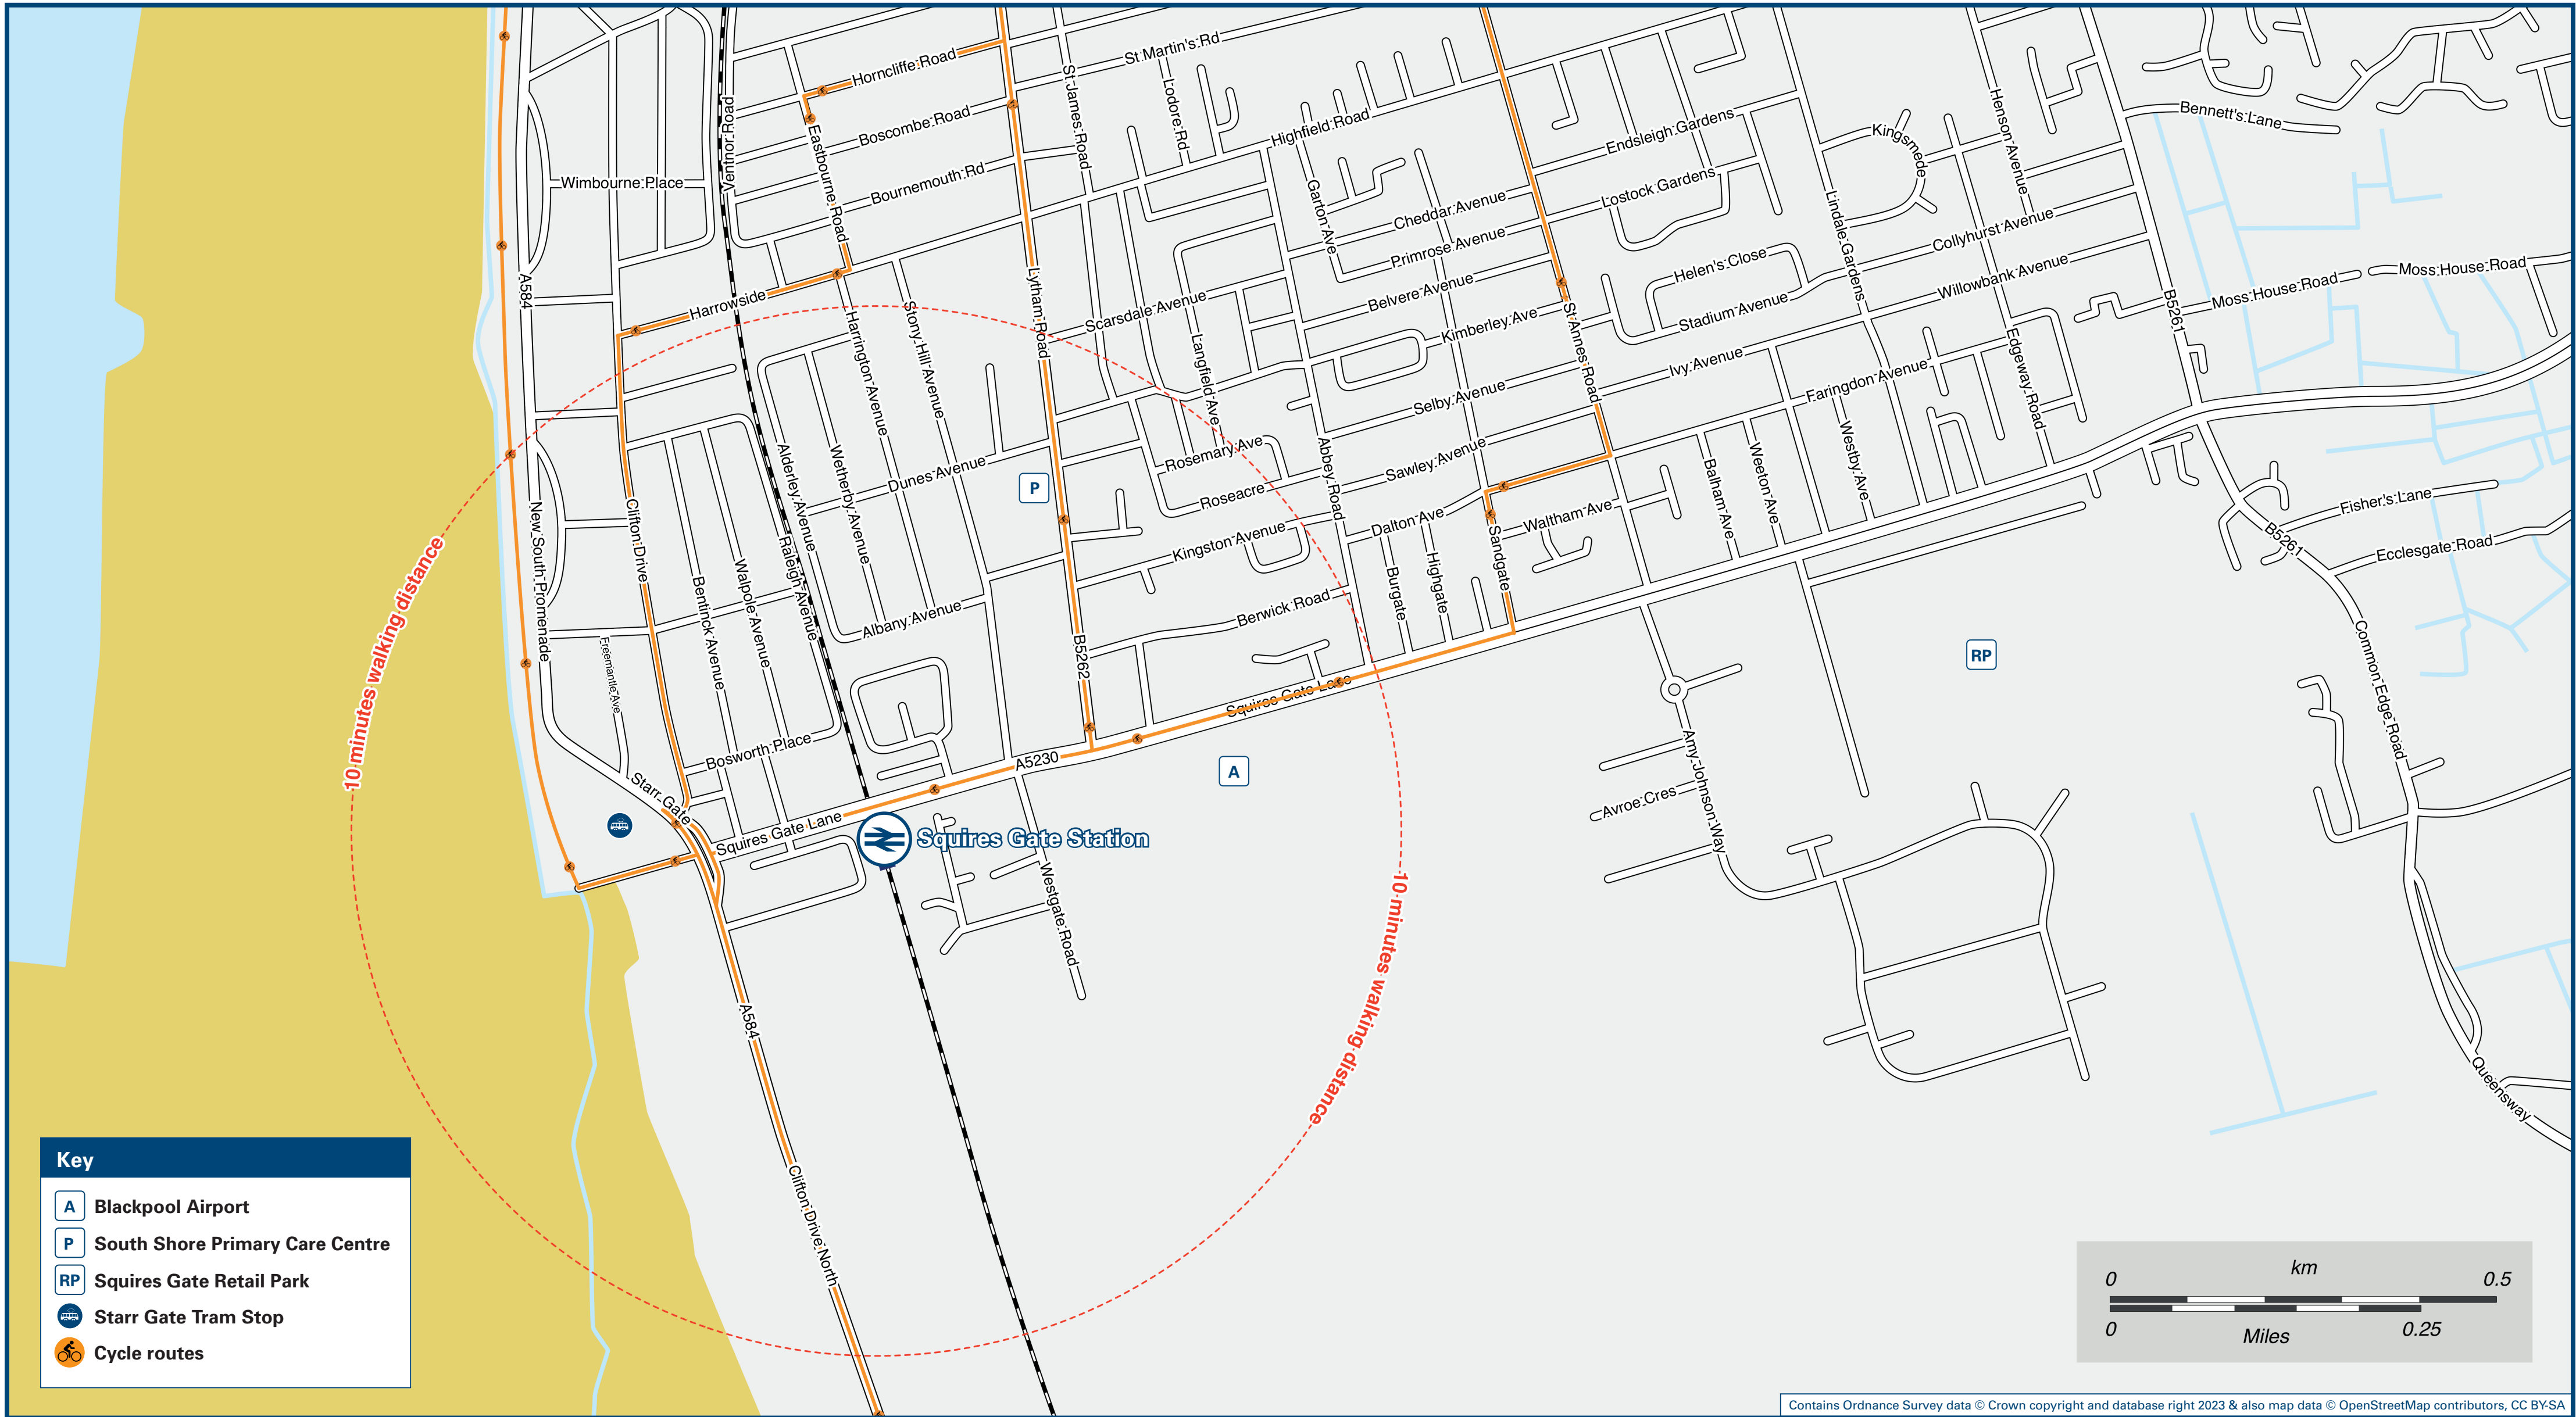 Horncliffe Road
St Martin's Rd
Boscombe Road
Bournemouth Rd
Ventnor Road
Eastbourne Road
St James Road
Lodore Rd
Highfield Road
Endsleigh Gardens
Lostock Gardens
Kingsmede
Henson Avenue
Bennett's Lane
Wimbourne Place
A584
Harrowside
Lytham Road
Garton Ave
Cheddar Avenue
Primrose Avenue
Belvere Avenue
Kimberley Ave
Scarsdale Avenue
Helen's Close
Stadium Avenue
Lindale Gardens
Collyhurst Avenue
Willowbank Avenue
B5261
Moss House Road
Moss House Road
Harrington Avenue
Stony Hill Avenue
Langfield Ave
St Annes Road
Selby Avenue
Ivy Avenue
Faringdon Avenue
Edgeway Road
Westby Ave
Weeton Ave
Balham Ave
Alderley Avenue
Wetherby Avenue
Dunes Avenue
P
Rosemary Ave
Roseacre
Abbey Road
Sawley Avenue
Dalton Ave
Waltham Ave
Sandgate
Highgate
Burgate
Kingston Avenue
Berwick Road
New South Promenade
Clifton Drive
Bentinck Avenue
Walpole Avenue
Raleigh Avenue
Albany Avenue
Freemantle Ave
B5262
Fisher's Lane
B5261
Ecclesgate Road
Common Edge Road
RP
10 minutes walking distance
Bosworth Place
Starr Gate
Squires Gate Lane
A5230
Squires Gate Lane
A
Squires Gate Station
Westgate Road
Amy Johnson Way
Avroe Cres
10 minutes walking distance
A584
Clifton Drive North
Queensway
Key
A Blackpool Airport
P South Shore Primary Care Centre
RP Squires Gate Retail Park
Starr Gate Tram Stop
Cycle routes
km
0 0.5
0 Miles 0.25
Contains Ordnance Survey data © Crown copyright and database right 2023 & also map data © OpenStreetMap contributors, CC BY-SA